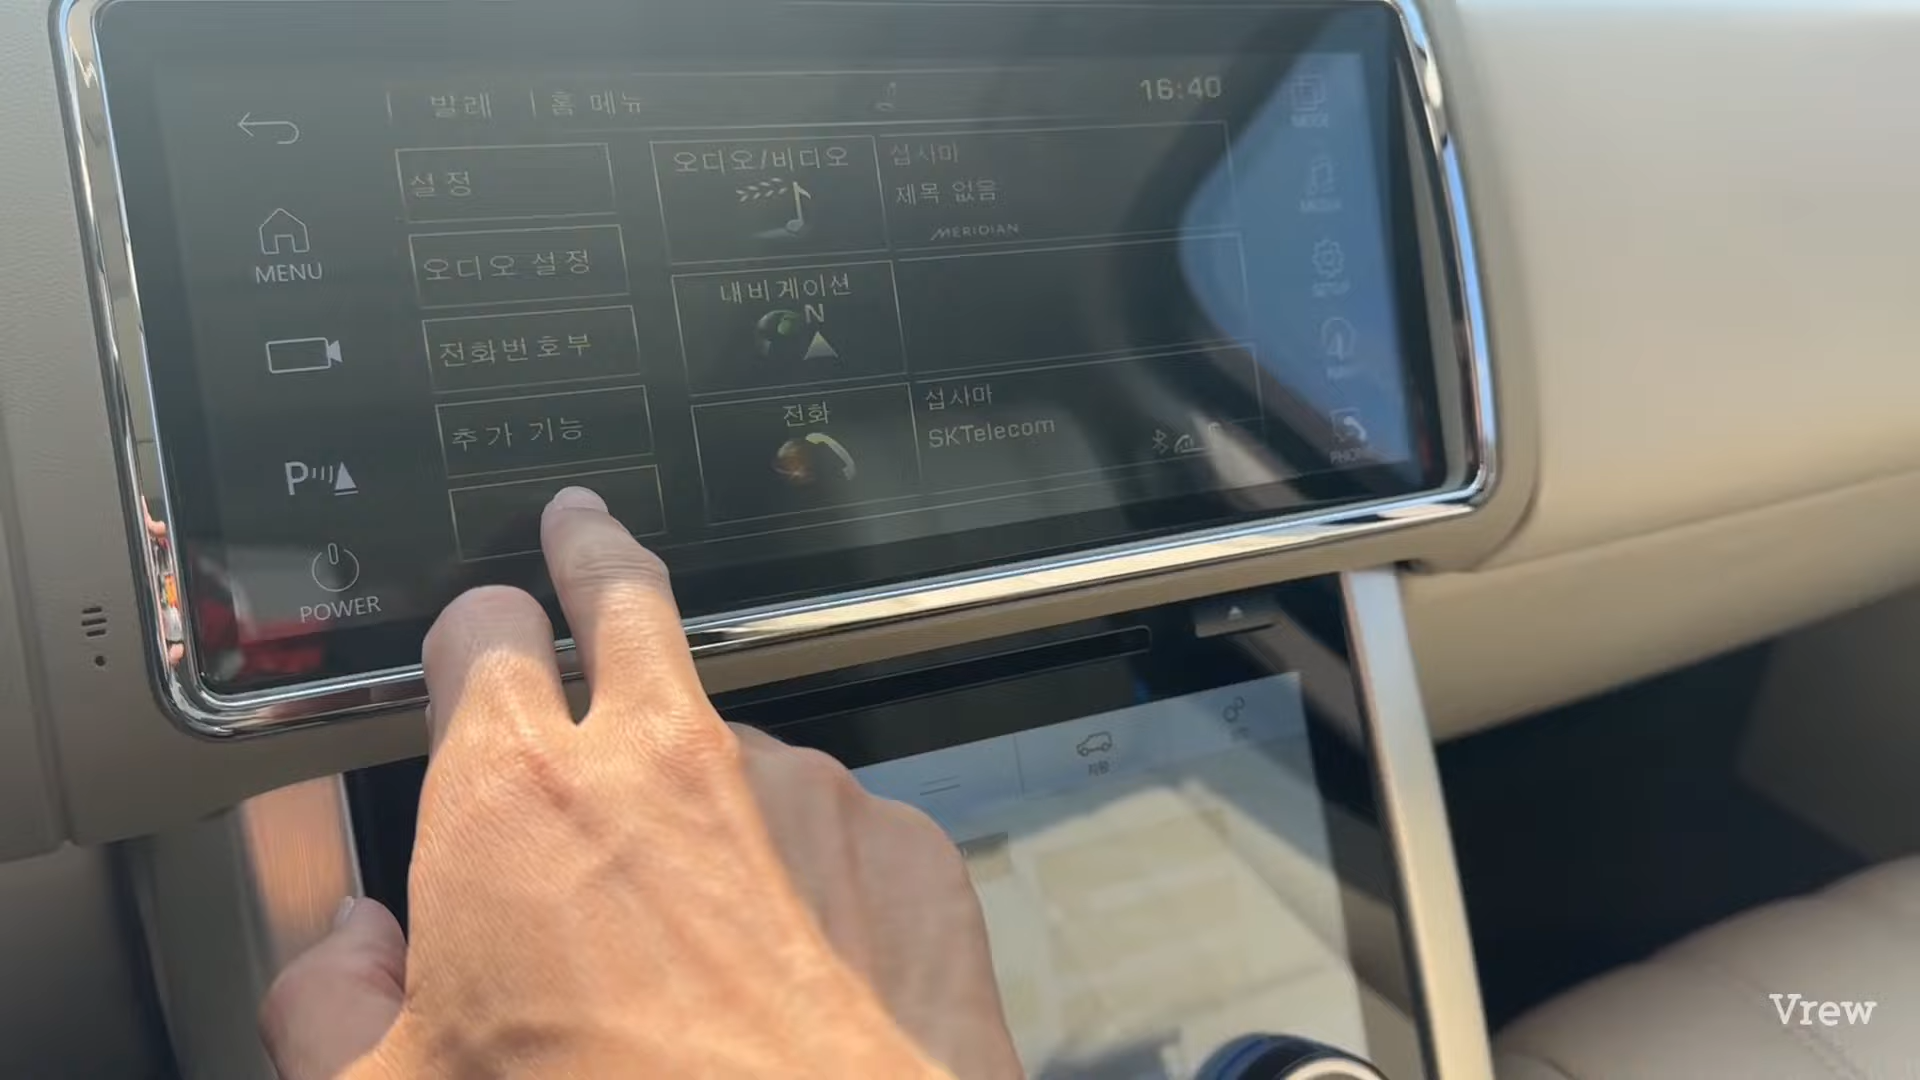 발레 | 홈 메뉴
16:40
MENU
POWER
설정
오디오 설정
전화번호부
추가 기능
오디오/비디오
내비게이션
N
전화
섭사마
제목 없음
MERIDIAN
섭사마
SKTelecom
차량
Vrew